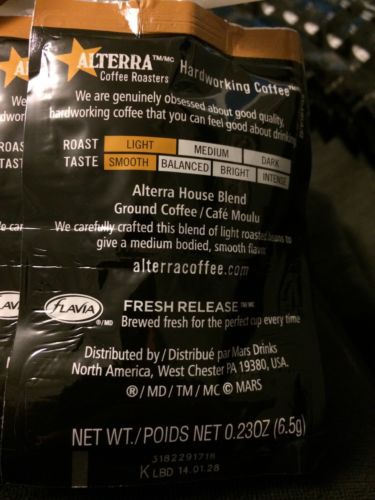 ALTERRA™/MC
Coffee Roasters
Hardworking Coffee™/MC
We are genuinely obsessed about good quality,
hardworking coffee that you can feel good about drinking
ROAST LIGHT MEDIUM DARK
TASTE SMOOTH BALANCED BRIGHT INTENSE
Alterra House Blend
Ground Coffee / Café Moulu
We carefully crafted this blend of light roasted beans to
give a medium bodied, smooth flavor
alterracoffee.com
FLAVIA ®/MD
FRESH RELEASE™/MC
Brewed fresh for the perfect cup every time
Distributed by / Distribué par Mars Drinks
North America, West Chester PA 19380, USA.
®/MD/TM/MC © MARS
NET WT./POIDS NET 0.23OZ (6.5g)
3182291718
K LBD 14.01.28